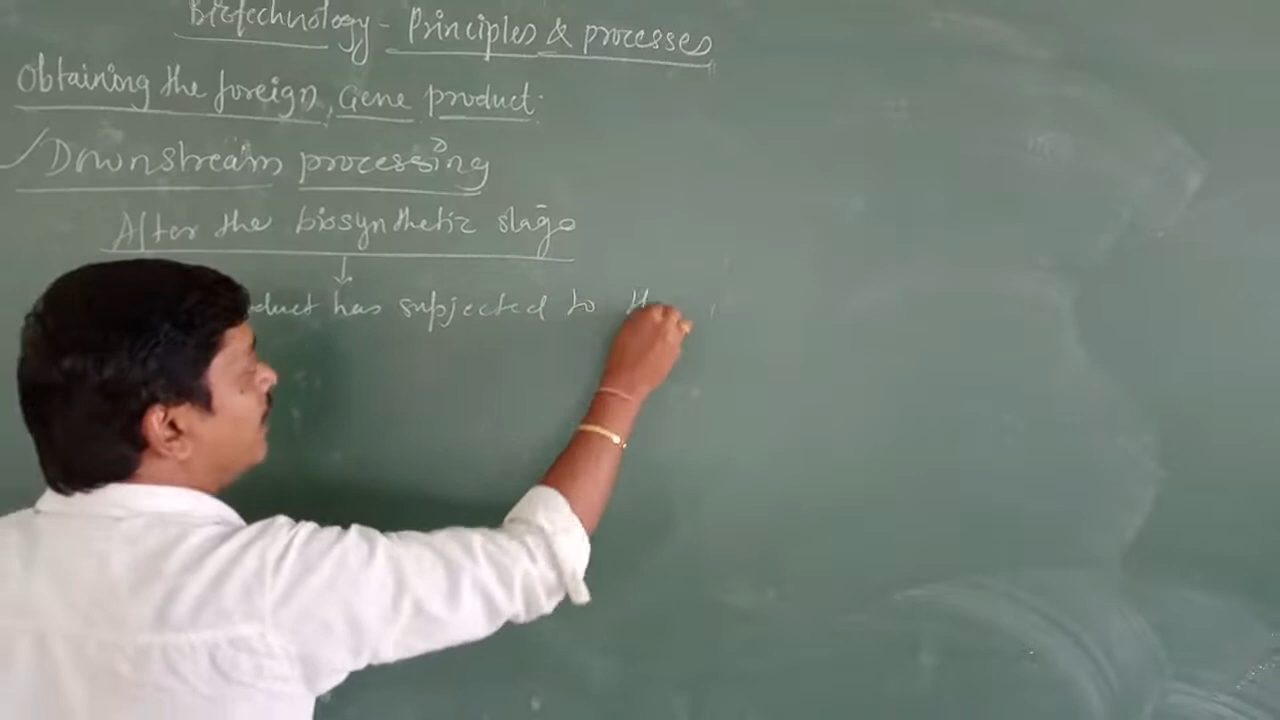 Biotechnology - Principles & processes
Obtaining the foreign Gene product.
Downstream processing
After the biosynthetic stage
has subjected to